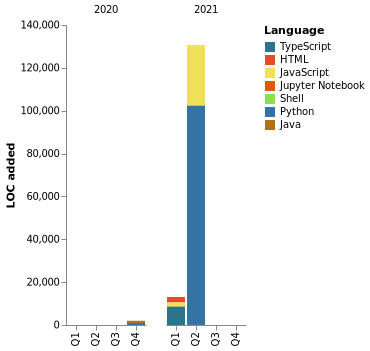 2020 2021
Language
TypeScript
HTML
JavaScript
Jupyter Notebook
Shell
Python
Java
LOC added
140,000
120,000
100,000
80,000
60,000
40,000
20,000
0
Q1 Q2 Q3 Q4 Q1 Q2 Q3 Q4